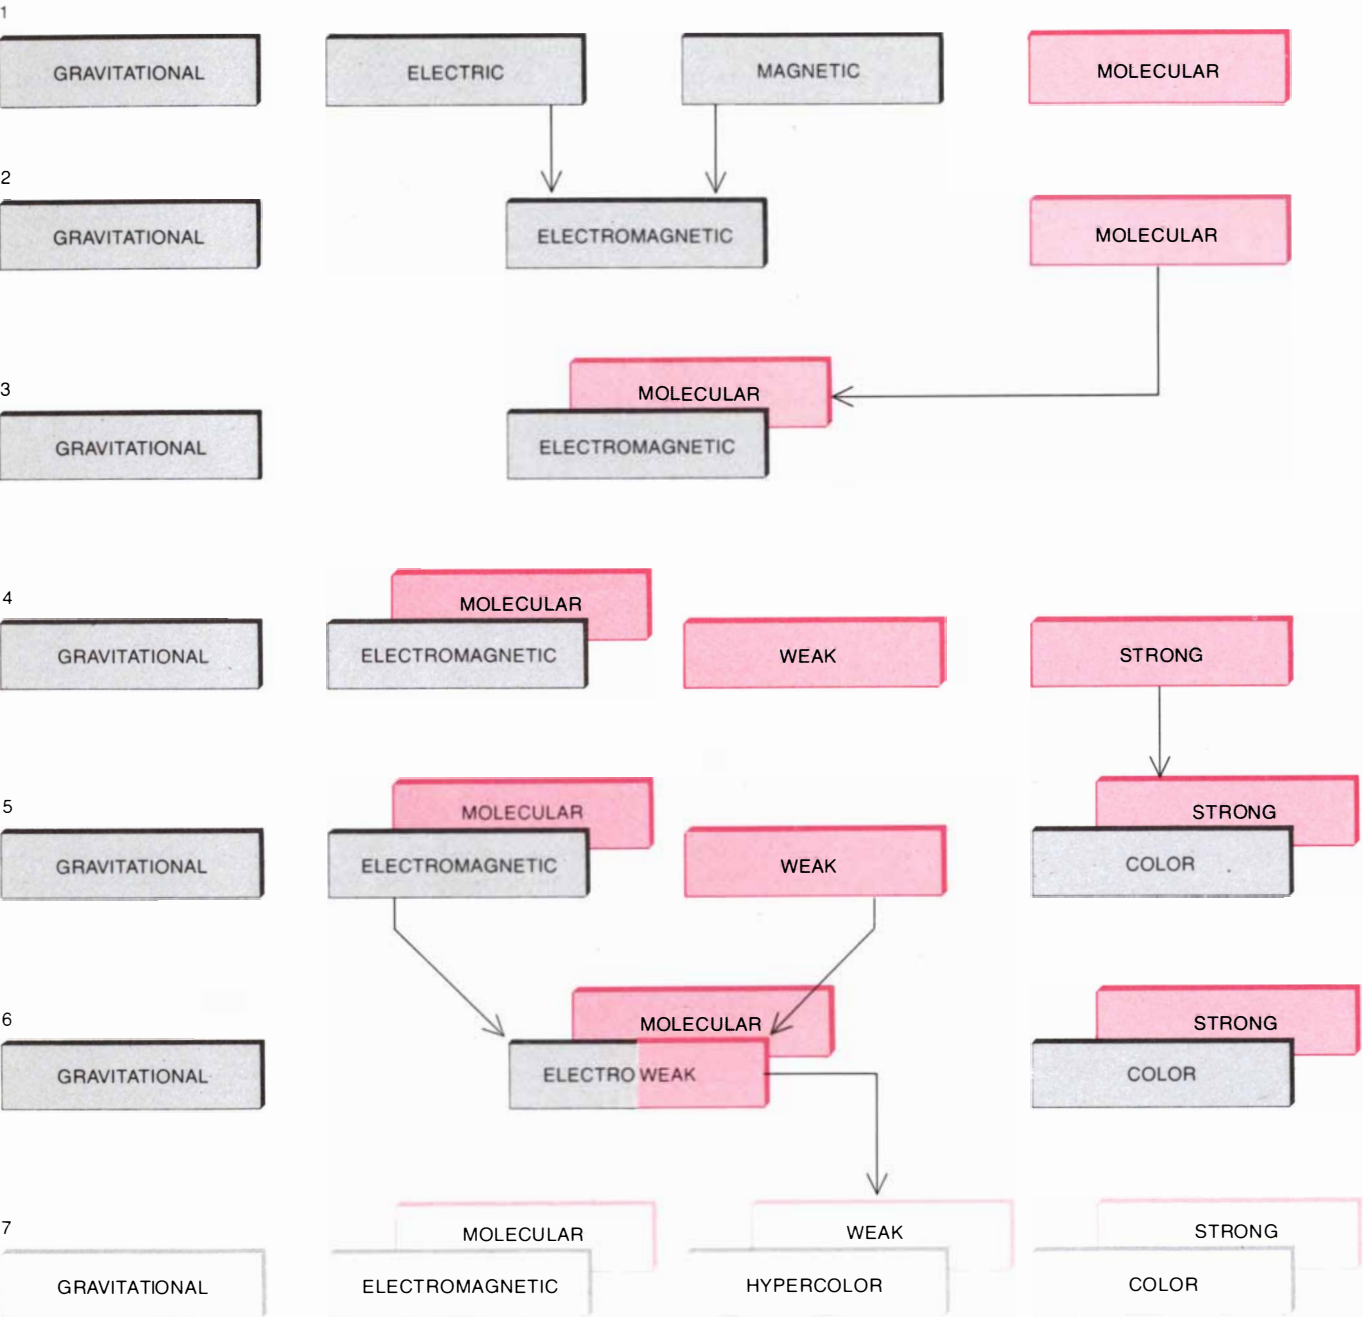 1
GRAVITATIONAL ELECTRIC MAGNETIC MOLECULAR
2
GRAVITATIONAL ELECTROMAGNETIC MOLECULAR
MOLECULAR
3
GRAVITATIONAL ELECTROMAGNETIC
MOLECULAR
4
GRAVITATIONAL ELECTROMAGNETIC WEAK STRONG
MOLECULAR STRONG
5
GRAVITATIONAL ELECTROMAGNETIC WEAK COLOR
MOLECULAR STRONG
6
GRAVITATIONAL ELECTRO WEAK COLOR
MOLECULAR WEAK STRONG
7
GRAVITATIONAL ELECTROMAGNETIC HYPERCOLOR COLOR